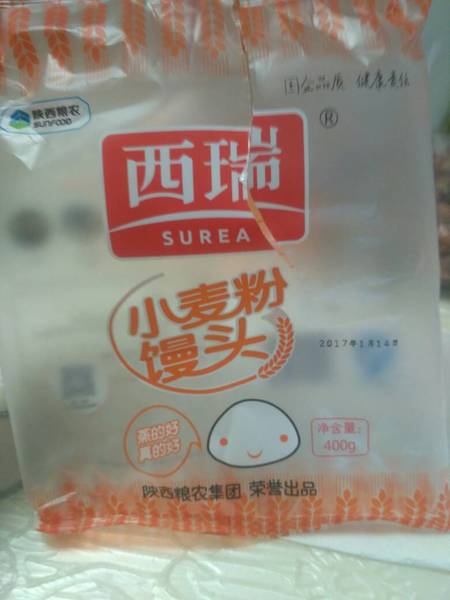 国企品质 健康责任
陕西粮农
SUNFOOD
西瑞
®
SUREA
小麦粉
馒头
2017年1月14日
蒸的好
真的好
净含量:
400g
陕西粮农集团 荣誉出品